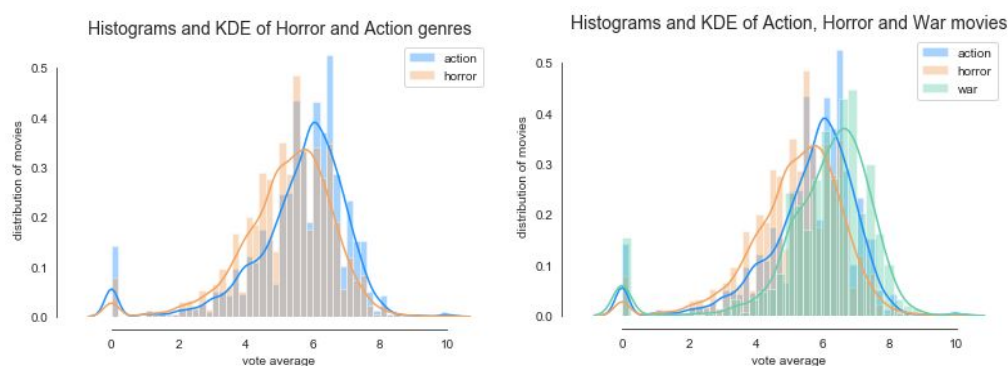 Histograms and KDE of Horror and Action genres
action
horror
0.5
0.4
0.3
0.2
0.1
0.0
distribution of movies
0 2 4 6 8 10
vote average
Histograms and KDE of Action, Horror and War movies
action
horror
war
0.5
0.4
0.3
0.2
0.1
0.0
distribution of movies
0 2 4 6 8 10
vote average